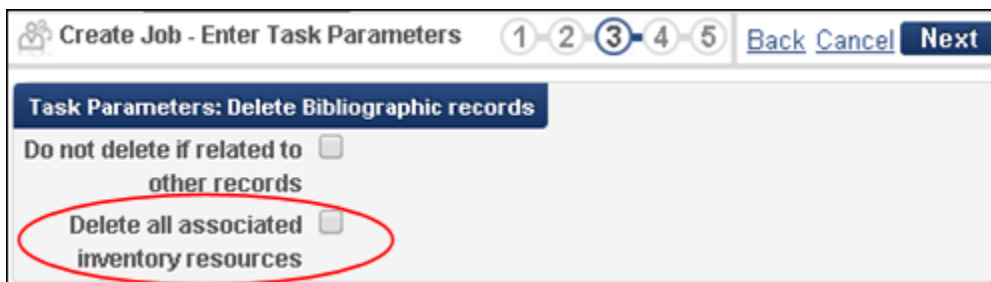 Create Job - Enter Task Parameters 1 2 3 4 5 Back Cancel Next
Task Parameters: Delete Bibliographic records
Do not delete if related to
other records
Delete all associated
inventory resources